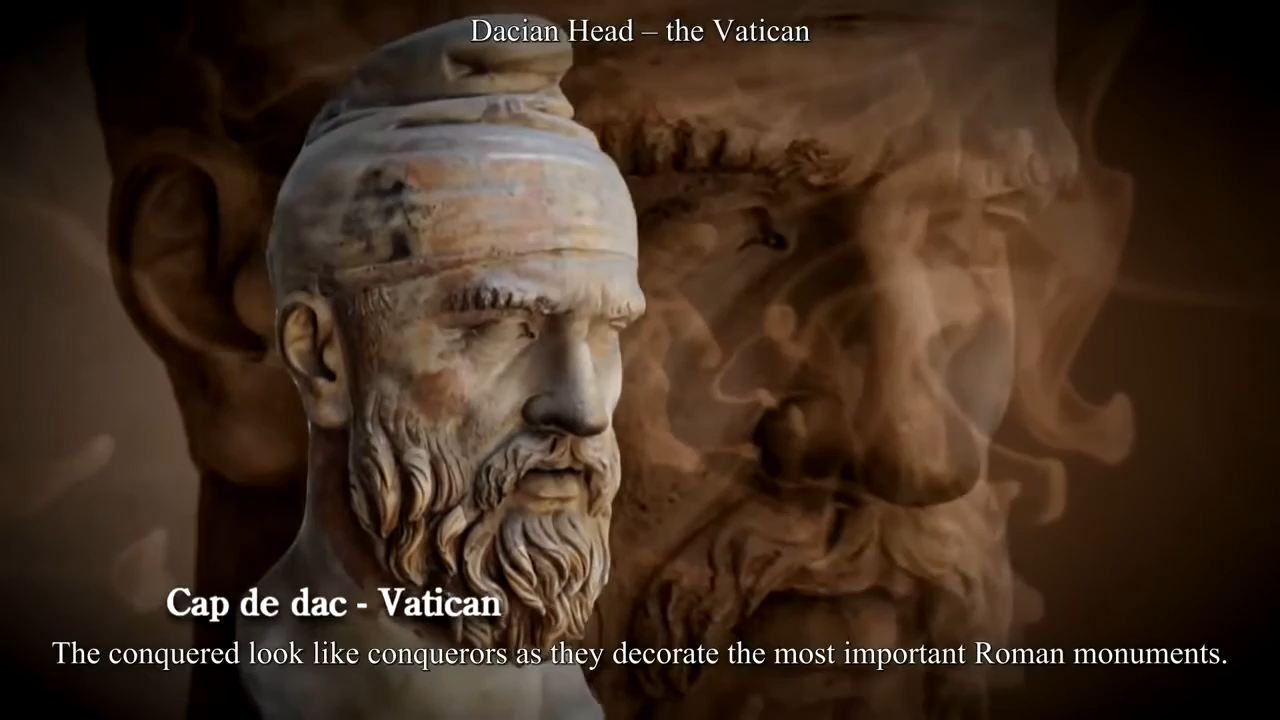 Dacian Head – the Vatican
Cap de dac - Vatican
The conquered look like conquerors as they decorate the most important Roman monuments.